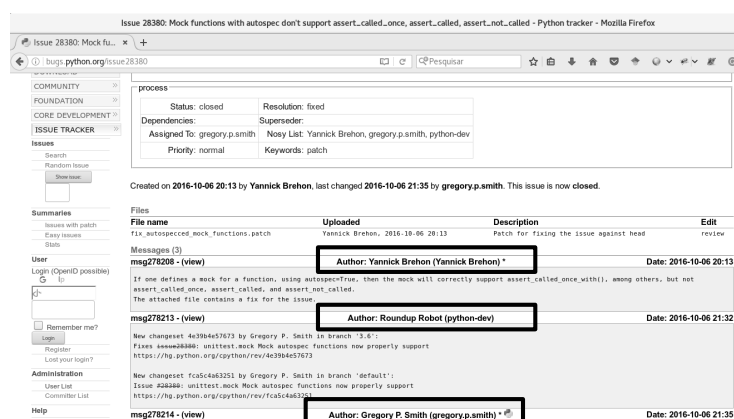 Issue 28380: Mock functions with autospec don't support assert_called_once, assert_called, assert_not_called - Python tracker - Mozilla Firefox
Issue 28380: Mock fu... × +
bugs.python.org/issue28380 Pesquisar
COMMUNITY »
FOUNDATION »
CORE DEVELOPMENT »
ISSUE TRACKER »
Issues
Search
Random Issue
Show issue
Summaries
Issues with patch
Easy issues
Stats
User
Login (OpenID possible)
Remember me?
Login
Register
Lost your login?
Administration
User List
Committer List
Help
process
Status: closed Resolution: fixed
Dependencies: Superseder:
Assigned To: gregory.p.smith Nosy List: Yannick Brehon, gregory.p.smith, python-dev
Priority: normal Keywords: patch
Created on 2016-10-06 20:13 by Yannick Brehon, last changed 2016-10-06 21:35 by gregory.p.smith. This issue is now closed.
Files
File name Uploaded Description Edit
fix_autospecced_mock_functions.patch Yannick Brehon, 2016-10-06 20:13 Patch for fixing the issue against head review
Messages (3)
msg278208 - (view) Author: Yannick Brehon (Yannick Brehon) * Date: 2016-10-06 20:13
If one defines a mock for a function, using autospec=True, then the mock will correctly support assert_called_once_with(), among others, but not
assert_called_once, assert_called, and assert_not_called.
The attached file contains a fix for the issue.
msg278213 - (view) Author: Roundup Robot (python-dev) Date: 2016-10-06 21:32
New changeset 4e39b4e57673 by Gregory P. Smith in branch '3.6':
Fixes issue28380: unittest.mock Mock autospec functions now properly support
https://hg.python.org/cpython/rev/4e39b4e57673
New changeset fca5c4a63251 by Gregory P. Smith in branch 'default':
Issue #28380: unittest.mock Mock autospec functions now properly support
https://hg.python.org/cpython/rev/fca5c4a63251
msg278214 - (view) Author: Gregory P. Smith (gregory.p.smith) * Date: 2016-10-06 21:35